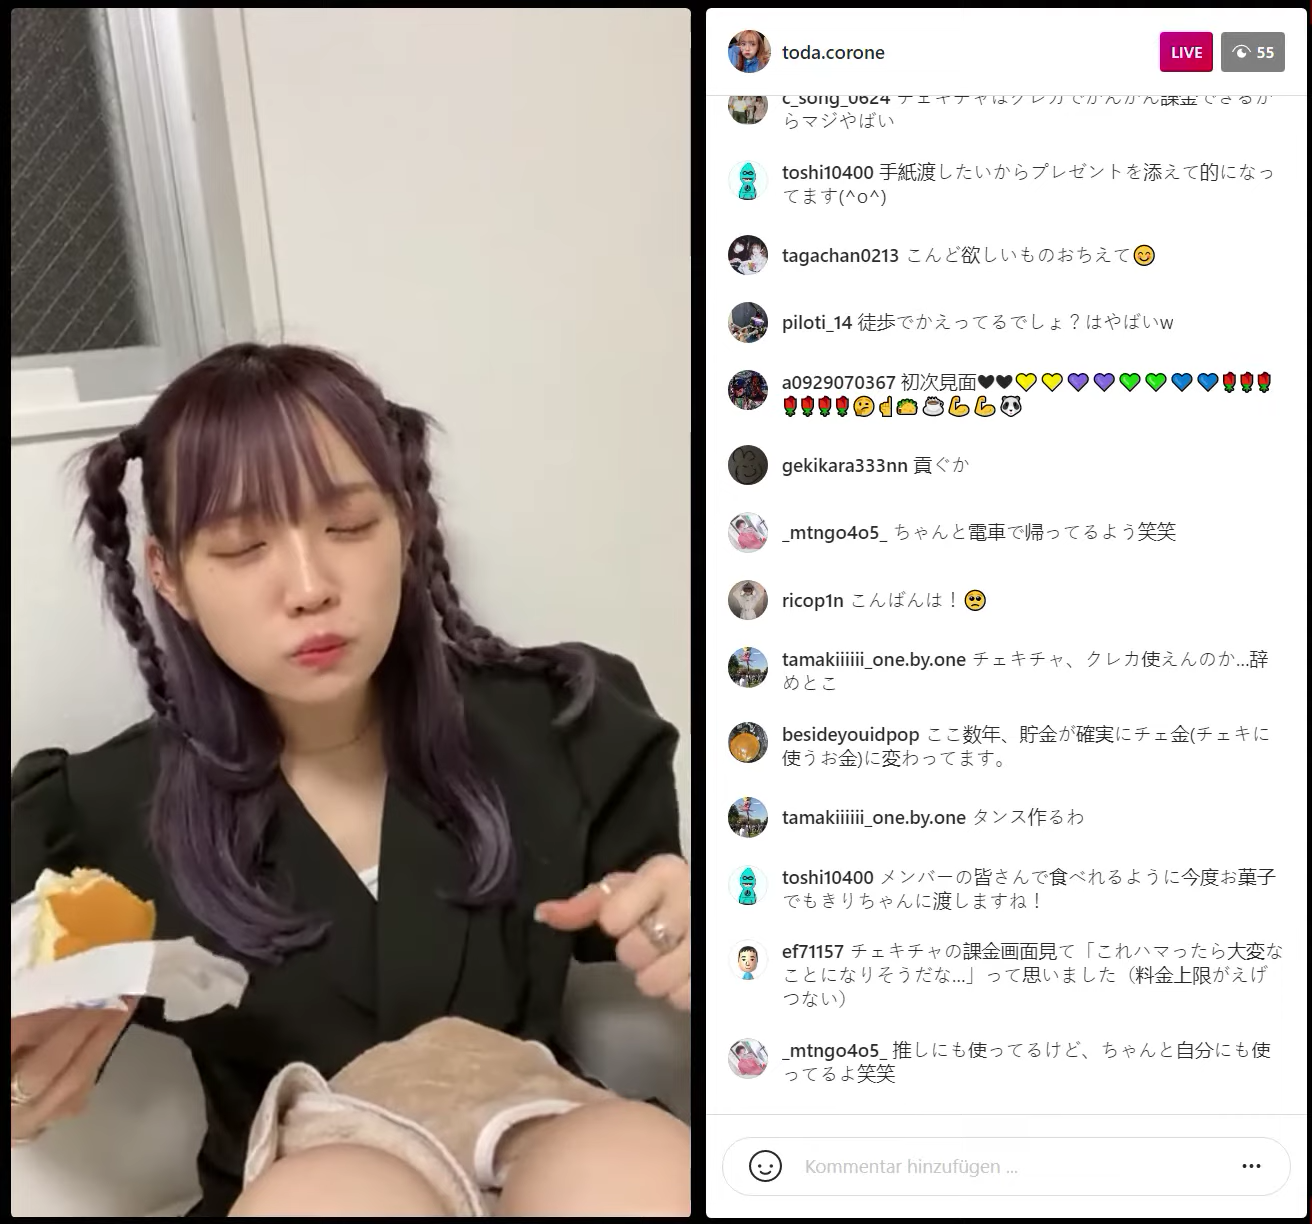 toda.corone
LIVE
55
c_song_0624 チェキチャはクレカでがんがん課金できるか
らマジやばい
toshi10400 手紙渡したいからプレゼントを添えて的になっ
てます(^o^)
tagachan0213 こんど欲しいものおちえて😊
piloti_14 徒歩でかえってるでしょ？はやばいw
a0929070367 初次見面🖤🖤💛💛💜💜💚💚💙💙🌹🌹🌹
🌹🌹🌹🌹🤔☝🌮☕💪💪🐼
gekikara333nn 貢ぐか
_mtngo4o5_ ちゃんと電車で帰ってるよう笑笑
ricop1n こんばんは！🥺
tamakiiiiii_one.by.one チェキチャ、クレカ使えんのか...辞
めとこ
besideyouidpop ここ数年、貯金が確実にチェ金(チェキに
使うお金)に変わってます。
tamakiiiiii_one.by.one タンス作るわ
toshi10400 メンバーの皆さんで食べれるように今度お菓子
でもきりちゃんに渡しますね！
ef71157 チェキチャの課金画面見て「これハマったら大変な
ことになりそうだな...」って思いました（料金上限がえげ
つない）
_mtngo4o5_ 推しにも使ってるけど、ちゃんと自分にも使
ってるよ笑笑
Kommentar hinzufügen ...